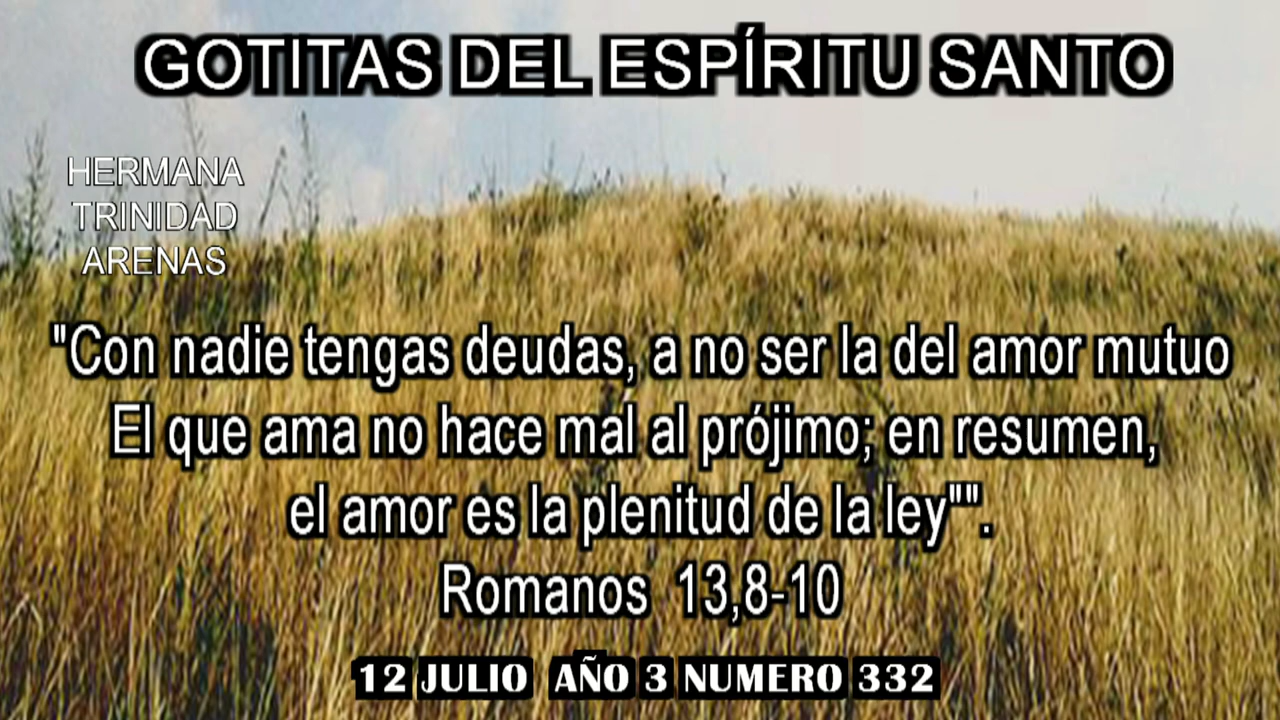 GOTITAS DEL ESPÍRITU SANTO
HERMANA
TRINIDAD
ARENAS
"Con nadie tengas deudas, a no ser la del amor mutuo
El que ama no hace mal al prójimo; en resumen,
el amor es la plenitud de la ley"".
Romanos 13,8-10
12 JULIO AÑO 3 NUMERO 332